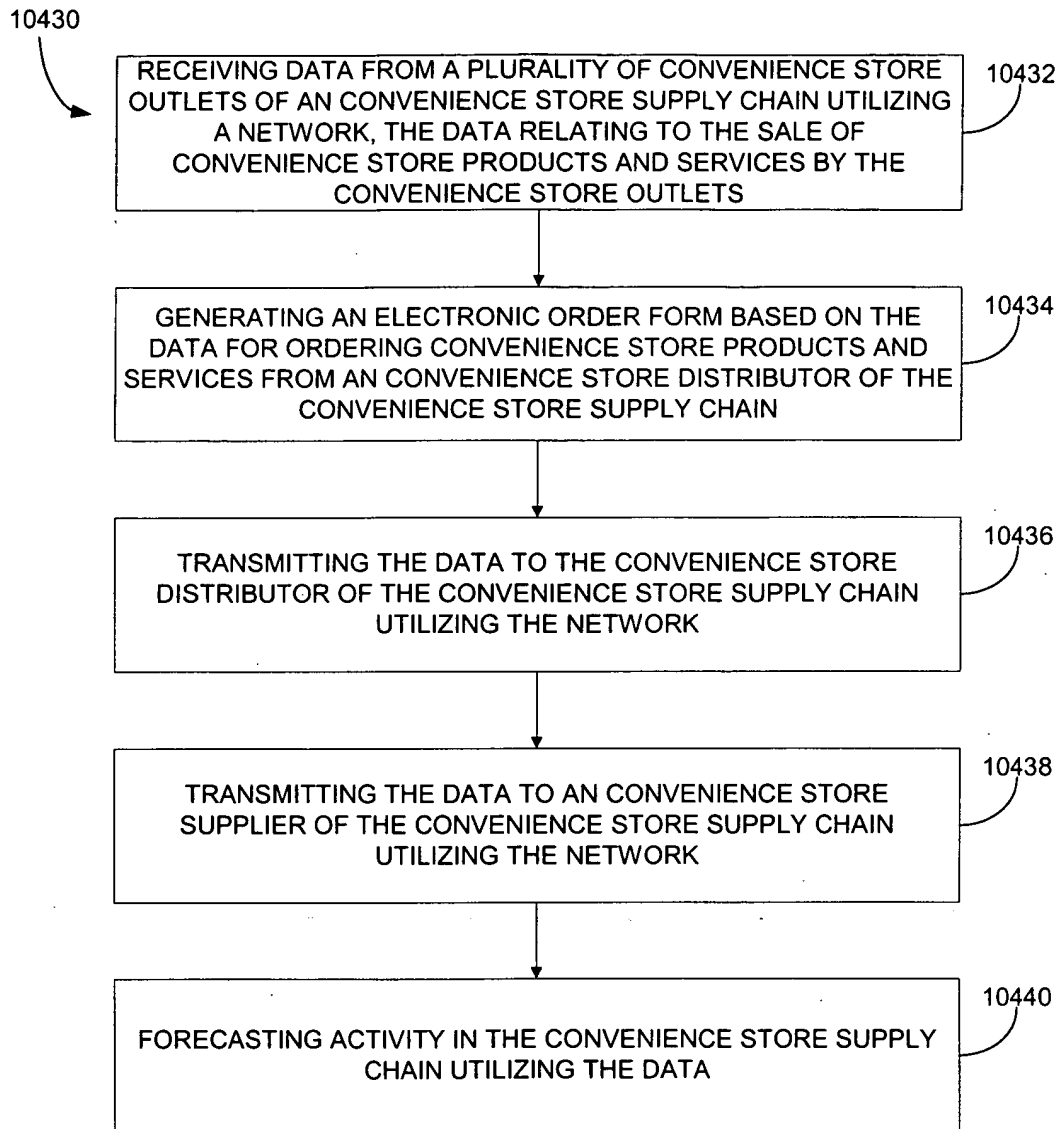 10430
RECEIVING DATA FROM A PLURALITY OF CONVENIENCE STORE
OUTLETS OF AN CONVENIENCE STORE SUPPLY CHAIN UTILIZING
A NETWORK, THE DATA RELATING TO THE SALE OF
CONVENIENCE STORE PRODUCTS AND SERVICES BY THE
CONVENIENCE STORE OUTLETS
10432
GENERATING AN ELECTRONIC ORDER FORM BASED ON THE
DATA FOR ORDERING CONVENIENCE STORE PRODUCTS AND
SERVICES FROM AN CONVENIENCE STORE DISTRIBUTOR OF THE
CONVENIENCE STORE SUPPLY CHAIN
10434
TRANSMITTING THE DATA TO THE CONVENIENCE STORE
DISTRIBUTOR OF THE CONVENIENCE STORE SUPPLY CHAIN
UTILIZING THE NETWORK
10436
TRANSMITTING THE DATA TO AN CONVENIENCE STORE
SUPPLIER OF THE CONVENIENCE STORE SUPPLY CHAIN
UTILIZING THE NETWORK
10438
FORECASTING ACTIVITY IN THE CONVENIENCE STORE SUPPLY
CHAIN UTILIZING THE DATA
10440